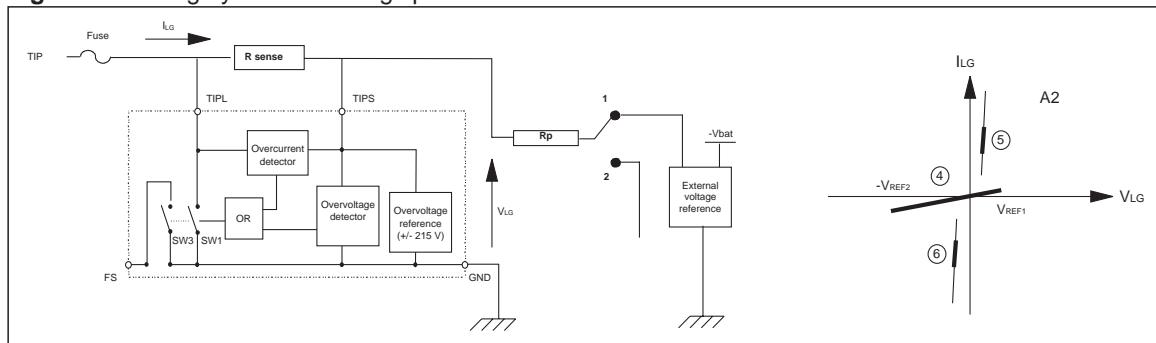 Fuse
ILG
TIP
R sense
TIPL
TIPS
Overcurrent
detector
OR
Overvoltage
detector
Overvoltage
reference
(+/- 215 V)
SW3
SW1
FS
GND
VLG
Rp
1
2
-Vbat
External
voltage
reference
ILG
A2
5
4
-VREF2
VREF1
VLG
6